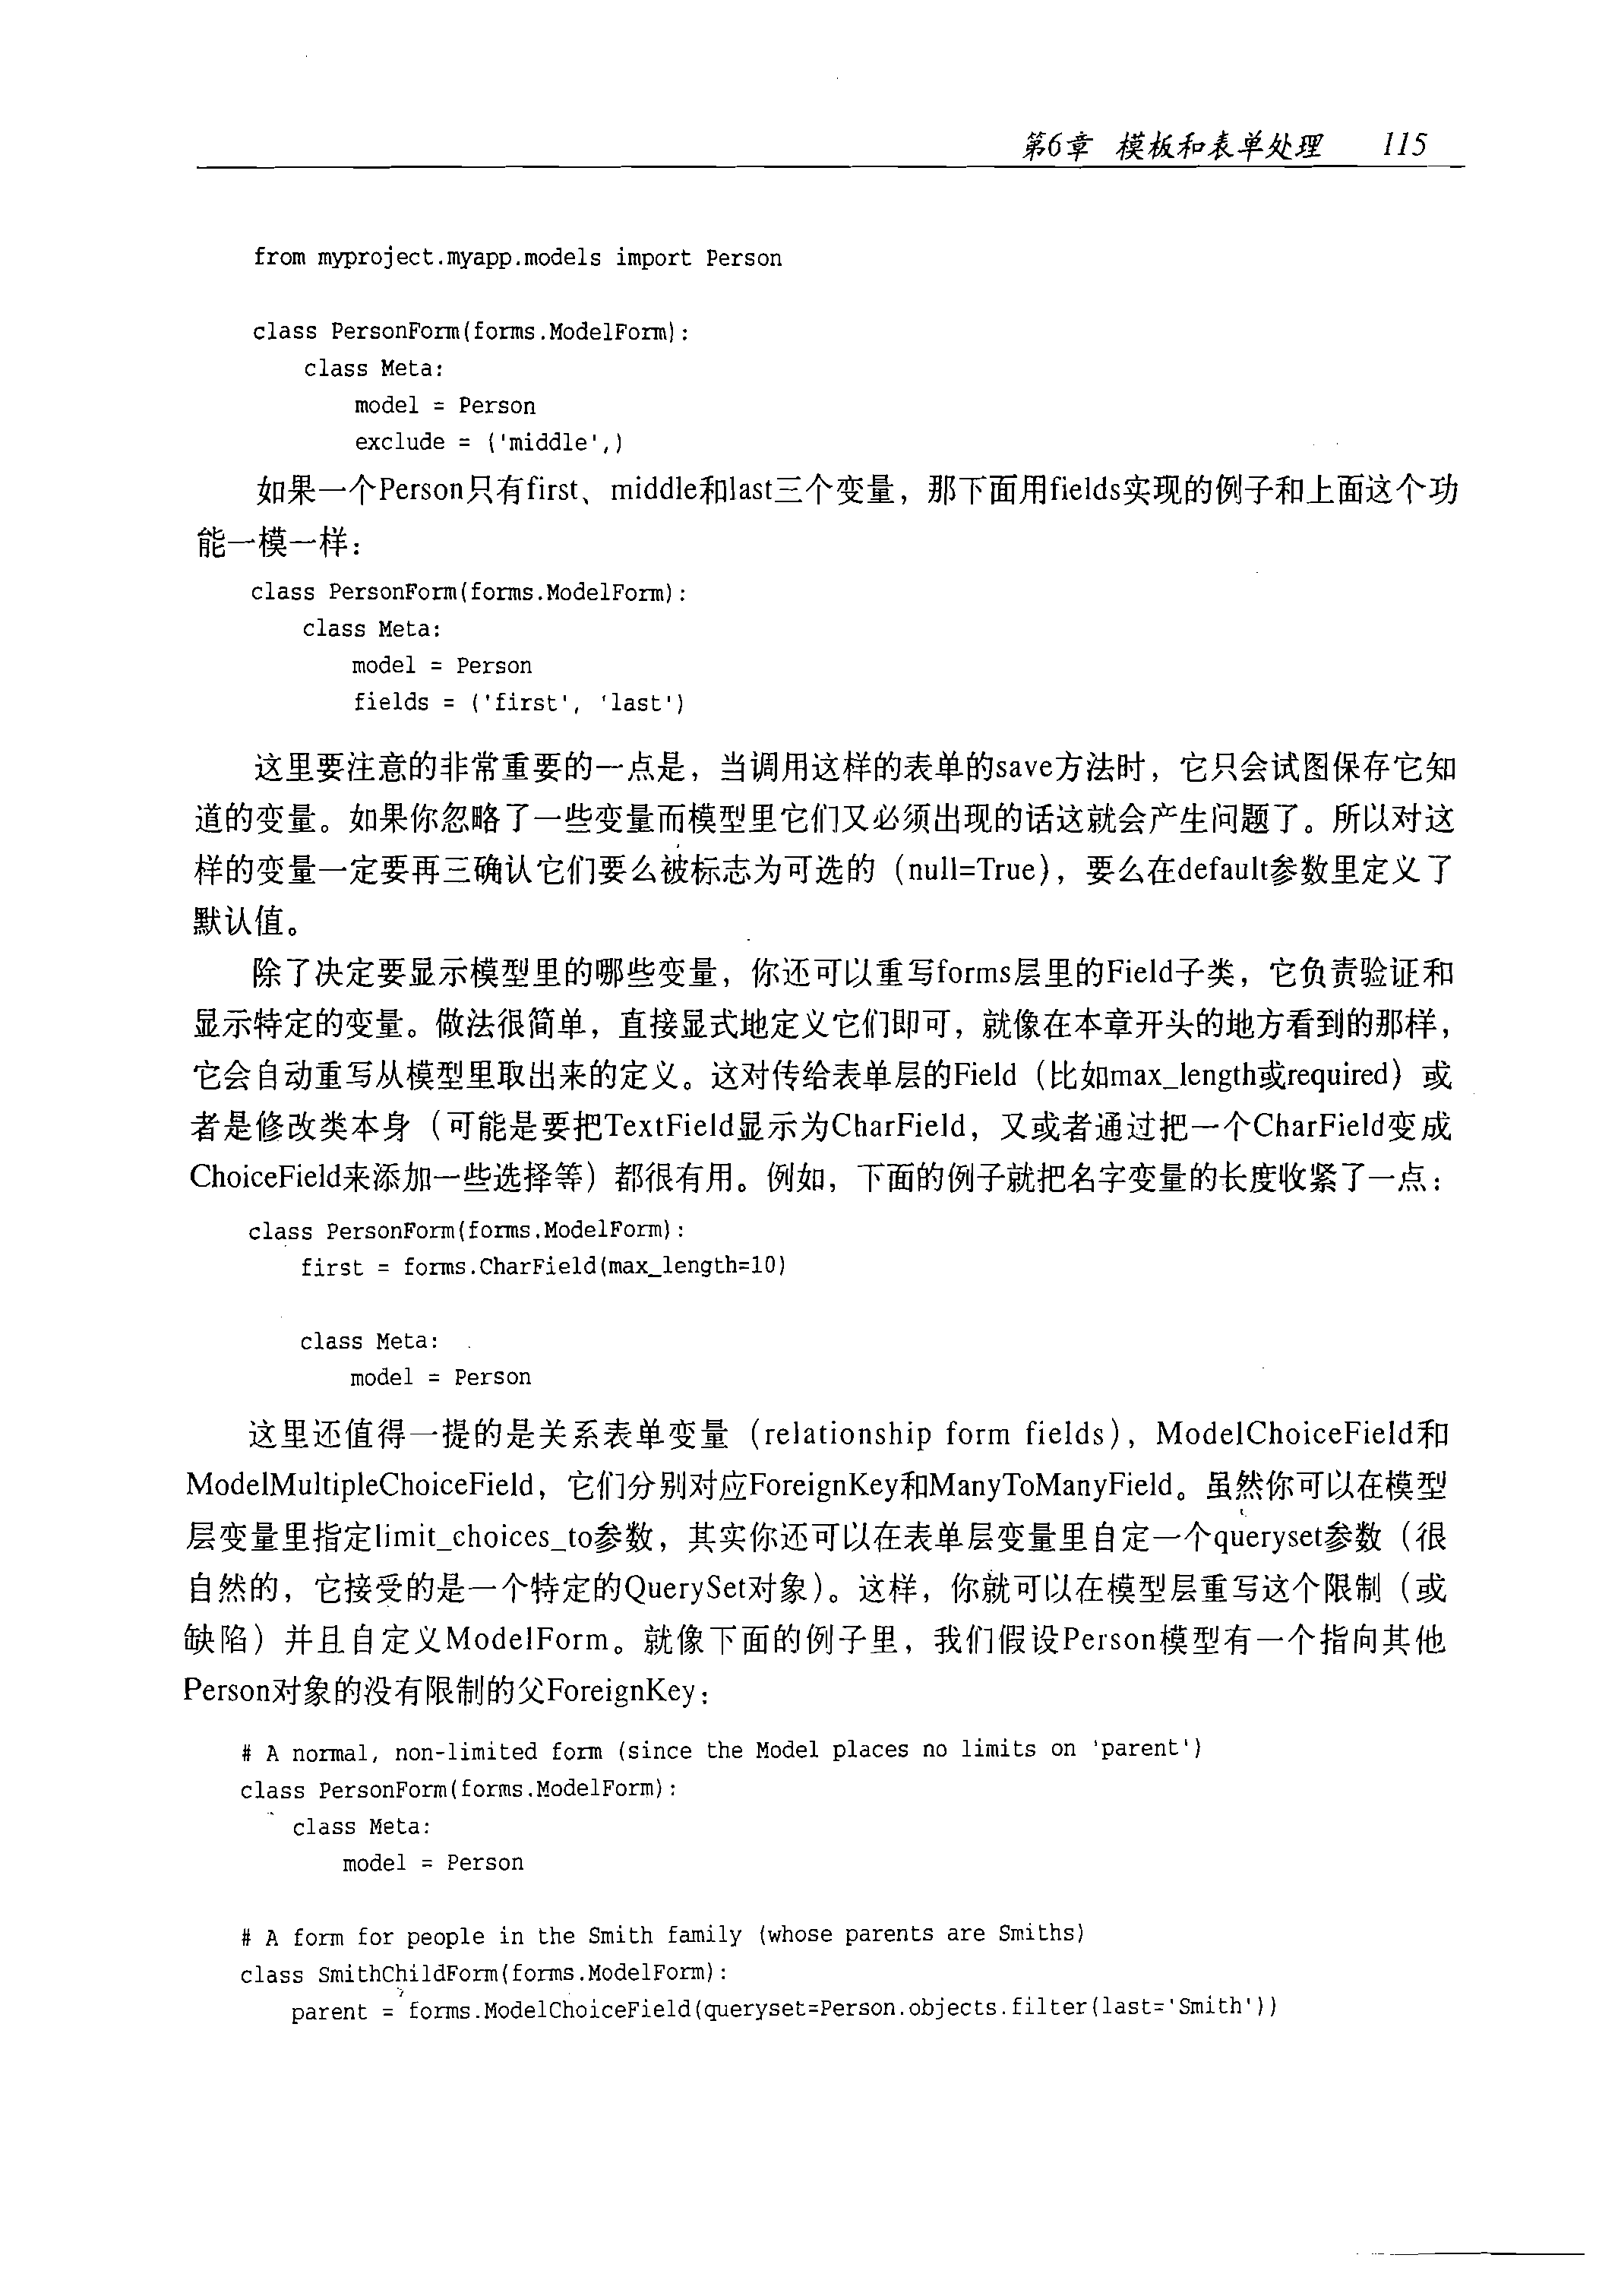 第6章 模板和表单处理 115
from myproject.myapp.models import Person
class PersonForm(forms.ModelForm):
class Meta:
model = Person
exclude = ('middle',)
如果一个Person只有first、middle和last三个变量，那下面用fields实现的例子和上面这个功
能一模一样：
class PersonForm(forms.ModelForm):
class Meta:
model = Person
fields = ('first', 'last')
这里要注意的非常重要的一点是，当调用这样的表单的save方法时，它只会试图保存它知
道的变量。如果你忽略了一些变量而模型里它们又必须出现的话这就会产生问题了。所以对这
样的变量一定要再三确认它们要么被标志为可选的（null=True），要么在default参数里定义了
默认值。
除了决定要显示模型里的哪些变量，你还可以重写forms层里的Field子类，它负责验证和
显示特定的变量。做法很简单，直接显式地定义它们即可，就像在本章开头的地方看到的那样，
它会自动重写从模型里取出来的定义。这对传给表单层的Field（比如max_length或required）或
者是修改类本身（可能是要把TextField显示为CharField，又或者通过把一个CharField变成
ChoiceField来添加一些选择等）都很有用。例如，下面的例子就把名字变量的长度收紧了一点：
class PersonForm(forms.ModelForm):
first = forms.CharField(max_length=10)
class Meta:
model = Person
这里还值得一提的是关系表单变量（relationship form fields），ModelChoiceField和
ModelMultipleChoiceField，它们分别对应ForeignKey和ManyToManyField。虽然你可以在模型
层变量里指定limit_choices_to参数，其实你还可以在表单层变量里自定一个queryset参数（很
自然的，它接受的是一个特定的QuerySet对象）。这样，你就可以在模型层重写这个限制（或
缺陷）并且自定义ModelForm。就像下面的例子里，我们假设Person模型有一个指向其他
Person对象的没有限制的父ForeignKey：
# A normal, non-limited form (since the Model places no limits on 'parent')
class PersonForm(forms.ModelForm):
class Meta:
model = Person
# A form for people in the Smith family (whose parents are Smiths)
class SmithChildForm(forms.ModelForm):
parent = forms.ModelChoiceField(queryset=Person.objects.filter(last='Smith'))